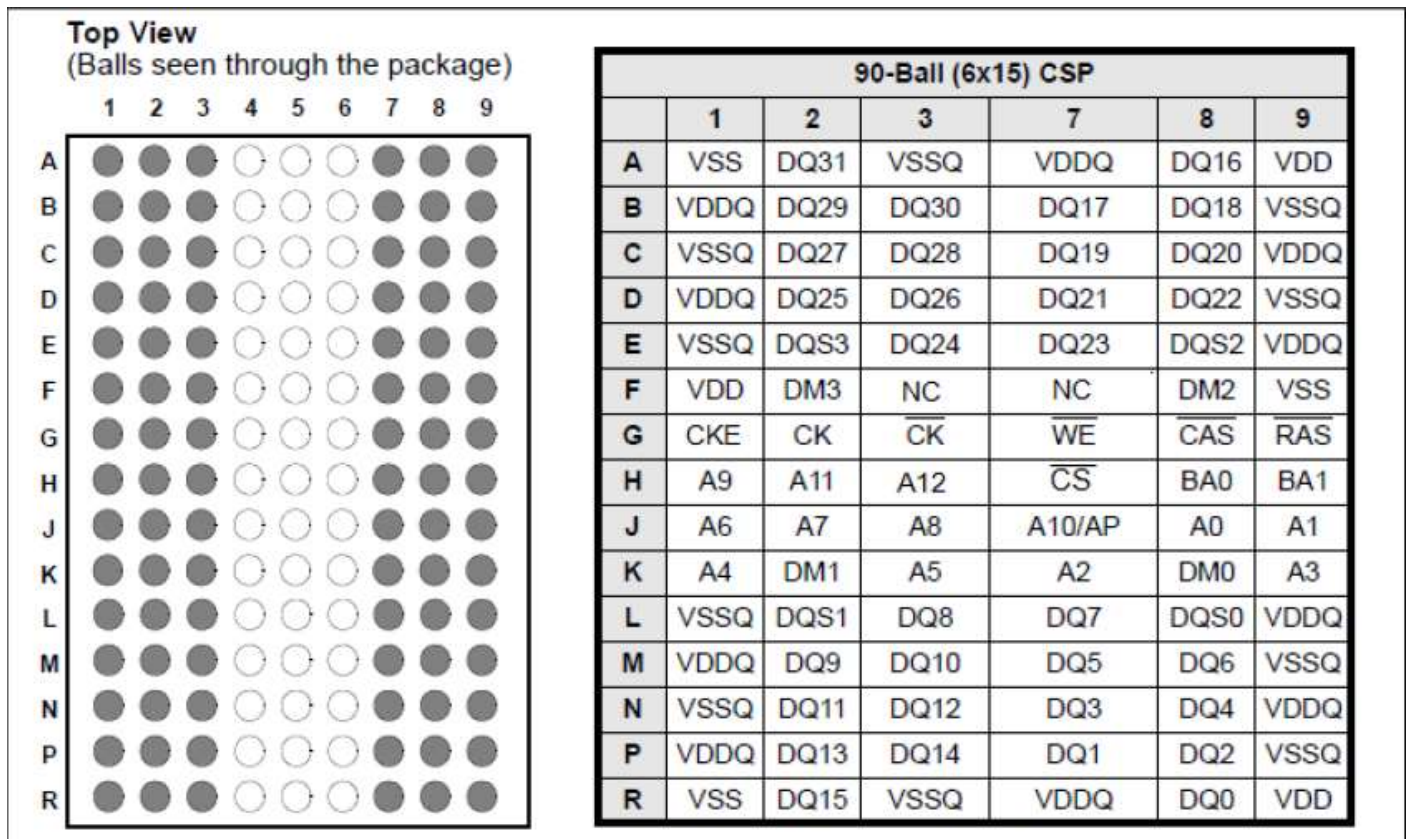 Top View
(Balls seen through the package)
1 2 3 4 5 6 7 8 9
A
B
C
D
E
F
G
H
J
K
L
M
N
P
R
90-Ball (6x15) CSP
1 2 3 7 8 9
A VSS DQ31 VSSQ VDDQ DQ16 VDD
B VDDQ DQ29 DQ30 DQ17 DQ18 VSSQ
C VSSQ DQ27 DQ28 DQ19 DQ20 VDDQ
D VDDQ DQ25 DQ26 DQ21 DQ22 VSSQ
E VSSQ DQS3 DQ24 DQ23 DQS2 VDDQ
F VDD DM3 NC NC DM2 VSS
G CKE CK C̅K̅ W̅E̅ C̅A̅S̅ R̅A̅S̅
H A9 A11 A12 C̅S̅ BA0 BA1
J A6 A7 A8 A10/AP A0 A1
K A4 DM1 A5 A2 DM0 A3
L VSSQ DQS1 DQ8 DQ7 DQS0 VDDQ
M VDDQ DQ9 DQ10 DQ5 DQ6 VSSQ
N VSSQ DQ11 DQ12 DQ3 DQ4 VDDQ
P VDDQ DQ13 DQ14 DQ1 DQ2 VSSQ
R VSS DQ15 VSSQ VDDQ DQ0 VDD